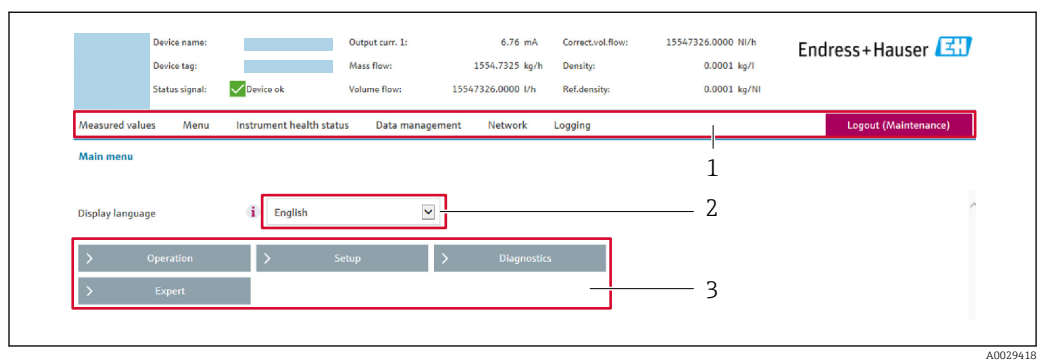 Device name: Output curr. 1: 6.76 mA Correct.vol.flow: 15547326.0000 Nl/h
Endress+Hauser EH
Device tag: Mass flow: 1554.7325 kg/h Density: 0.0001 kg/l
Status signal: Device ok Volume flow: 15547326.0000 l/h Ref.density: 0.0001 kg/Nl
Measured values Menu Instrument health status Data management Network Logging Logout (Maintenance)
1
Main menu
Display language i English 2
> Operation > Setup > Diagnostics
> Expert 3
A0029418